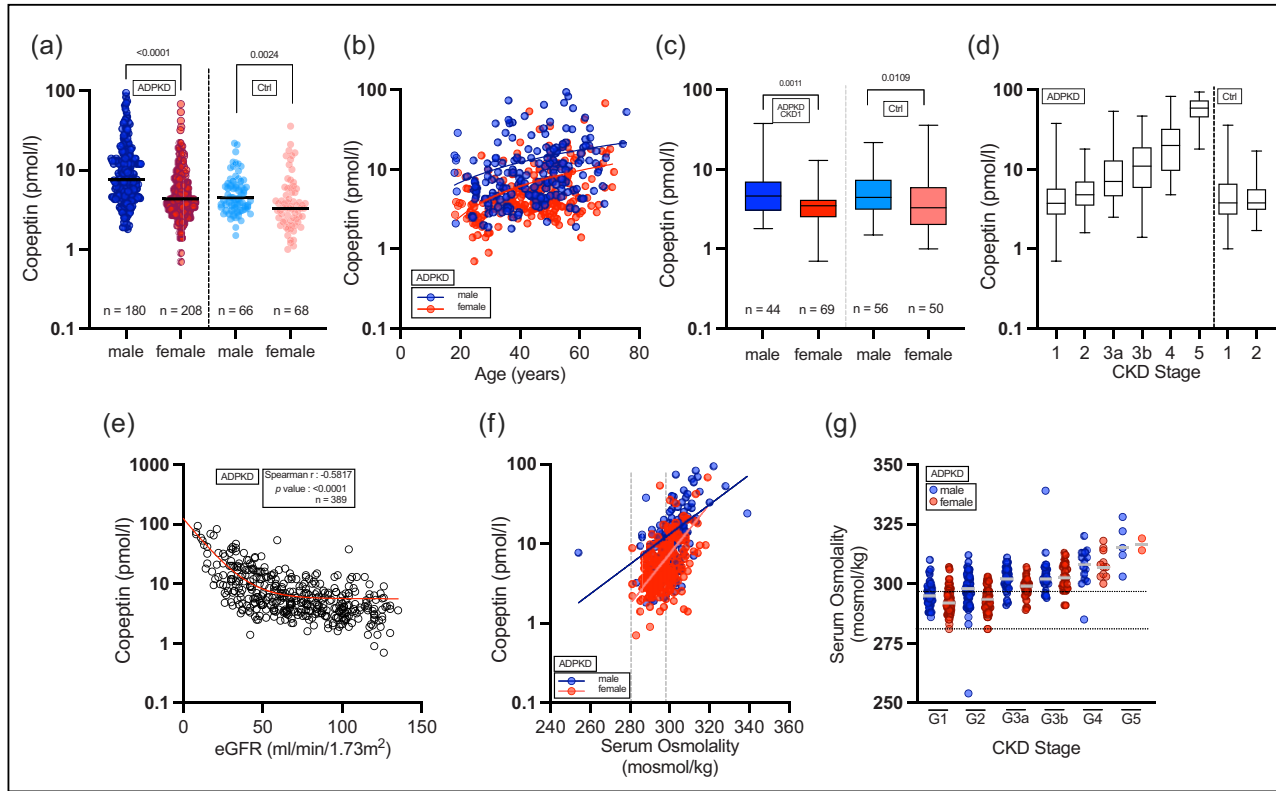 (a)
<0.0001
0.0024
ADPKD
Ctrl
Copeptin (pmol/l)
100
10
1
0.1
n = 180
n = 208
n = 66
n = 68
male
female
male
female
(b)
Copeptin (pmol/l)
100
10
1
0.1
ADPKD
male
female
0
20
30
40
50
60
70
80
Age (years)
(c)
0.0011
0.0109
ADPKD
CKD1
Ctrl
Copeptin (pmol/l)
100
10
1
0.1
n = 44
n = 69
n = 56
n = 50
male
female
male
female
(d)
ADPKD
Ctrl
Copeptin (pmol/l)
100
10
1
0.1
1
2
3a
3b
4
5
1
2
CKD Stage
(e)
ADPKD
Spearman r : -0.5817
p value : <0.0001
n = 389
Copeptin (pmol/l)
1000
100
10
1
0.1
0
50
100
150
eGFR (ml/min/1.73m²)
(f)
Copeptin (pmol/l)
100
10
1
0.1
ADPKD
male
female
240
260
280
300
320
340
360
Serum Osmolality
(mosmol/kg)
(g)
ADPKD
male
female
Serum Osmolality
(mosmol/kg)
350
325
300
275
250
G1
G2
G3a
G3b
G4
G5
CKD Stage